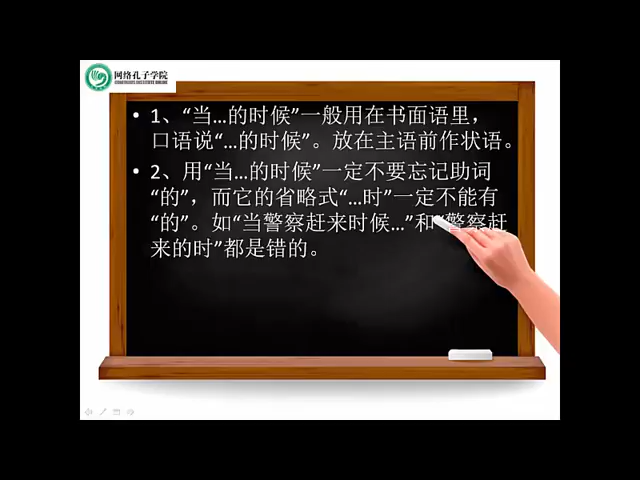 网络孔子学院
• 1、“当…的时候”一般用在书面语里，
口语说“…的时候”。放在主语前作状语。
• 2、用“当…的时候”一定不要忘记助词
“的”，而它的省略式“…时”一定不能有
“的”。如“当警察赶来时候…”和“警察赶
来的时”都是错的。